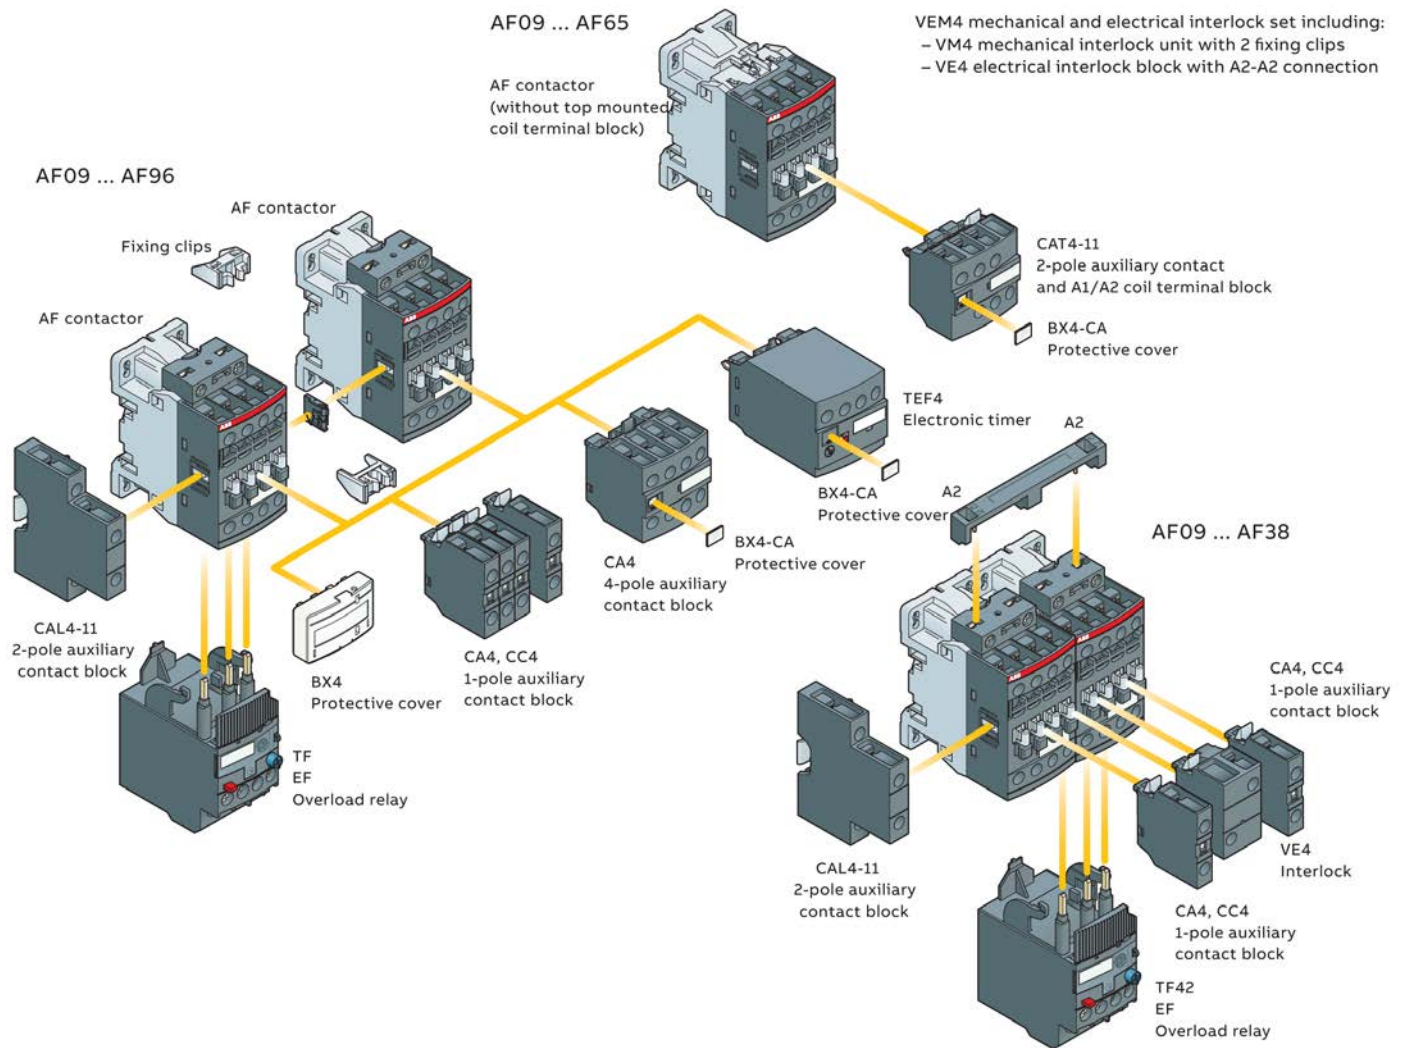 AF09 ... AF65
VEM4 mechanical and electrical interlock set including:
– VM4 mechanical interlock unit with 2 fixing clips
– VE4 electrical interlock block with A2-A2 connection
AF contactor
(without top mounted
coil terminal block)
ABB
AF09 ... AF96
AF contactor
Fixing clips
AF contactor
ABB
ABB
CAT4-11
2-pole auxiliary contact
and A1/A2 coil terminal block
BX4-CA
Protective cover
TEF4
Electronic timer
BX4-CA
Protective cover
A2
A2
AF09 ... AF38
BX4-CA
Protective cover
CA4
4-pole auxiliary
contact block
CAL4-11
2-pole auxiliary
contact block
BX4
Protective cover
CA4, CC4
1-pole auxiliary
contact block
TF
EF
Overload relay
ABB
ABB
CA4, CC4
1-pole auxiliary
contact block
VE4
Interlock
CAL4-11
2-pole auxiliary
contact block
CA4, CC4
1-pole auxiliary
contact block
TF42
EF
Overload relay